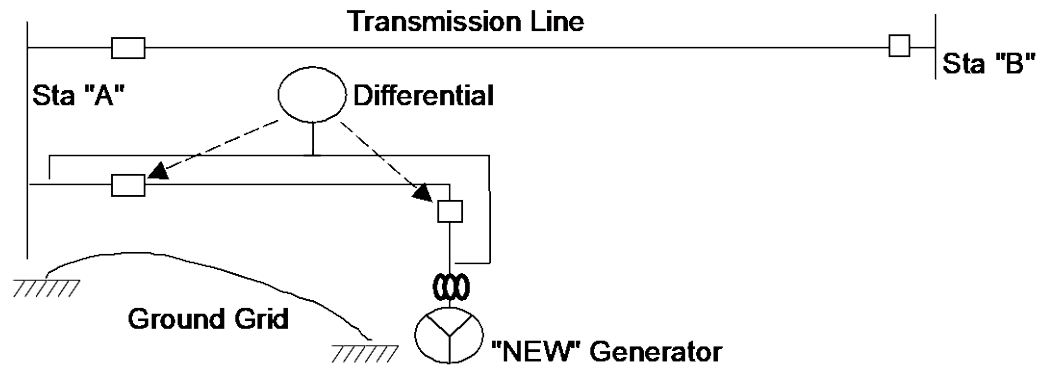 Transmission Line
Sta "A"
Sta "B"
Differential
Ground Grid
"NEW" Generator